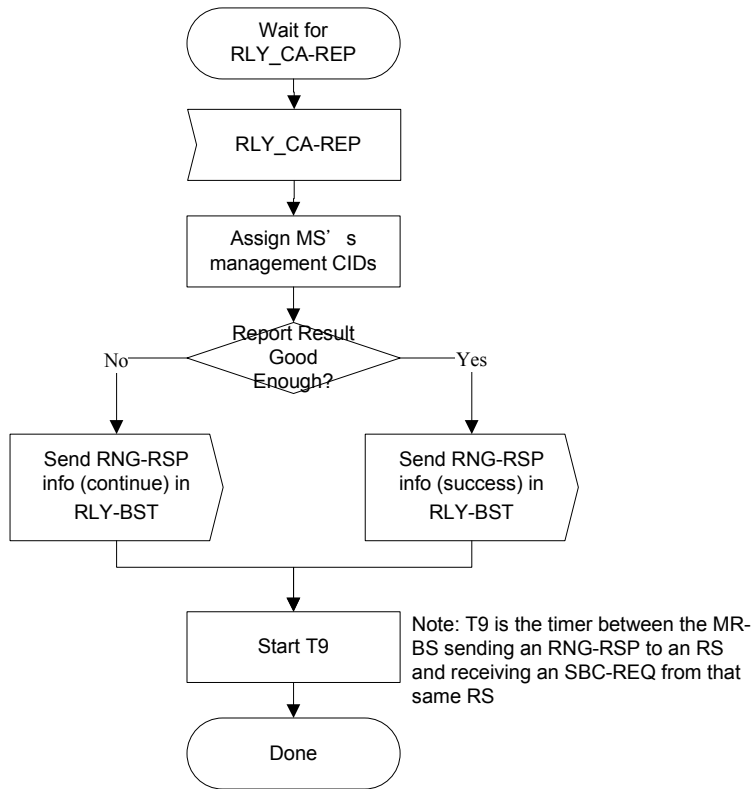 Wait for
RLY_CA-REP
RLY_CA-REP
Assign MS’ s
management CIDs
Report Result
Good
Enough?
No
Yes
Send RNG-RSP
info (continue) in
RLY-BST
Send RNG-RSP
info (success) in
RLY-BST
Start T9
Note: T9 is the timer between the MR-
BS sending an RNG-RSP to an RS
and receiving an SBC-REQ from that
same RS
Done